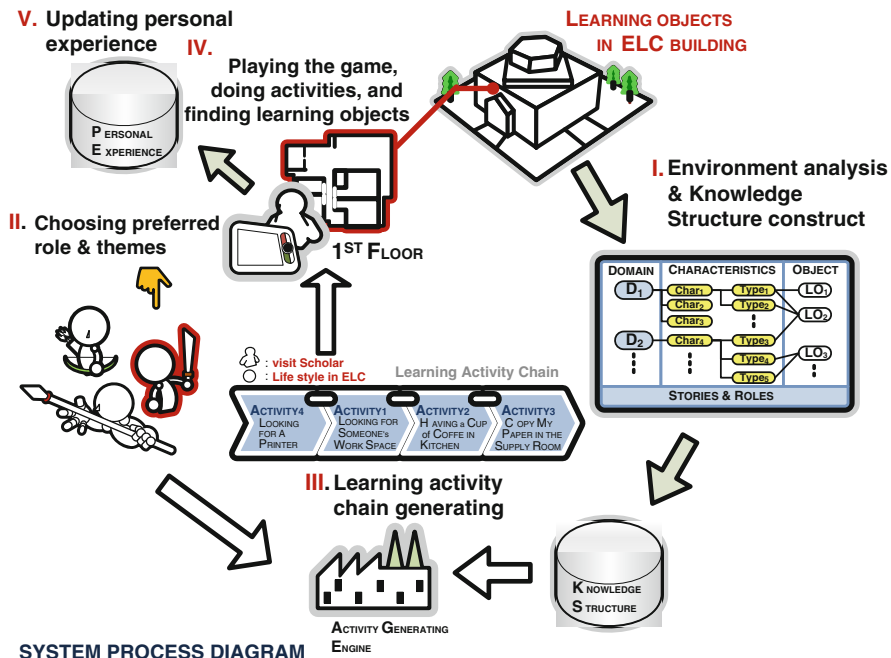 V. Updating personal
experience
IV.
Playing the game,
doing activities, and
finding learning objects
LEARNING OBJECTS
IN ELC BUILDING
PERSONAL
EXPERIENCE
I. Environment analysis
& Knowledge
Structure construct
II. Choosing preferred
role & themes
1ST FLOOR
DOMAIN CHARACTERISTICS OBJECT
D1 Char1 Type1 LO1
Char2 Type2 LO2
Char3
D2 Char4 Type3
Type4 LO3
Type5
STORIES & ROLES
: visit Scholar
: Life style in ELC
Learning Activity Chain
ACTIVITY4
LOOKING
FOR A
PRINTER
ACTIVITY1
LOOKING FOR
SOMEONE'S
WORK SPACE
ACTIVITY2
HAVING a CUP
OF COFFE IN
KITCHEN
ACTIVITY3
COPY MY
PAPER IN THE
SUPPLY ROOM
III. Learning activity
chain generating
KNOWLEDGE
STRUCTURE
ACTIVITY GENERATING
ENGINE
SYSTEM PROCESS DIAGRAM